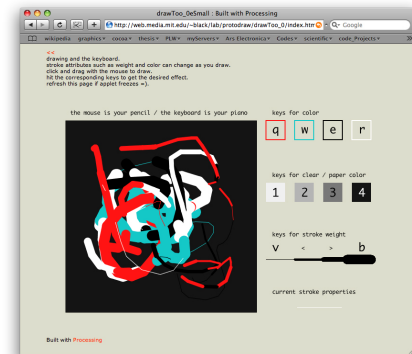 drawToo_0eSmall : Built with Processing
http://web.media.mit.edu/~black/lab/protodraw/drawToo_0/index.htm
Google
wikipedia graphics cocoa thesis PLW myServers Ars Electronica Codes scientific code_Projects
<<
drawing and the keyboard.
stroke attributes such as weight and color can change as you draw.
click and drag with the mouse to draw.
hit the corresponding keys to get the desired effect.
refresh this page if applet freezes =).
the mouse is your pencil / the keyboard is your piano
keys for color
q w e r
keys for clear / paper color
1 2 3 4
keys for stroke weight
v < > b
current stroke properties
Built with Processing